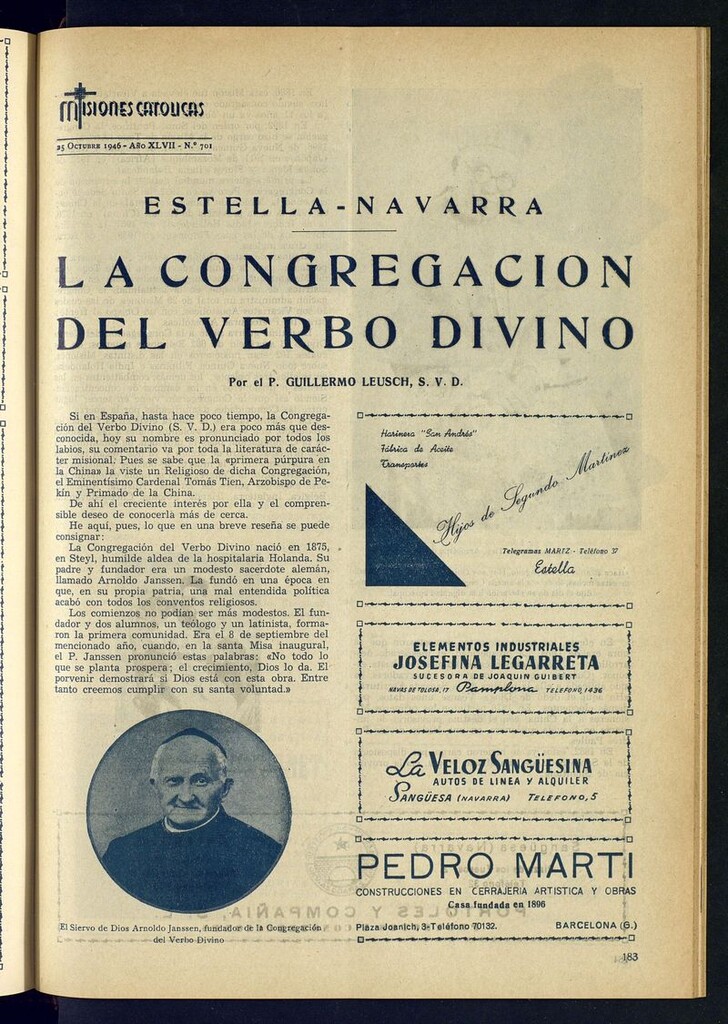 MISIONES CATOLICAS
25 OCTUBRE 1946 - AÑO XLVII - N.º 701
ESTELLA-NAVARRA
LA CONGREGACION
DEL VERBO DIVINO
Por el P. GUILLERMO LEUSCH, S. V. D.
Si en España, hasta hace poco tiempo, la Congrega-
ción del Verbo Divino (S. V. D.) era poco más que des-
conocida, hoy su nombre es pronunciado por todos los
labios, su comentario va por toda la literatura de carác-
ter misional. Pues se sabe que la «primera púrpura en
la China» la viste un Religioso de dicha Congregación,
el Eminentísimo Cardenal Tomás Tien, Arzobispo de Pe-
kín y Primado de la China.
De ahí el creciente interés por ella y el compren-
sible deseo de conocerla más de cerca.
He aquí, pues, lo que en una breve reseña se puede
consignar:
La Congregación del Verbo Divino nació en 1875,
en Steyl, humilde aldea de la hospitalaria Holanda. Su
padre y fundador era un modesto sacerdote alemán,
llamado Arnoldo Janssen. La fundó en una época en
que, en su propia patria, una mal entendida política
acabó con todos los conventos religiosos.
Los comienzos no podían ser más modestos. El fun-
dador y dos alumnos, un teólogo y un latinista, forma-
ron la primera comunidad. Era el 8 de septiembre del
mencionado año, cuando, en la santa Misa inaugural,
el P. Janssen pronunció estas palabras: «No todo lo
que se planta prospera; el crecimiento, Dios lo da. El
porvenir demostrará si Dios está con esta obra. Entre
tanto creemos cumplir con su santa voluntad.»
El Siervo de Dios Arnoldo Janssen, fundador de la Congregación
del Verbo Divino
Harinera "San Andrés"
Fábrica de Aceite
Transportes
Hijos de Segundo Martínez
Telegramas MARTZ - Teléfono 37
Estella
ELEMENTOS INDUSTRIALES
JOSEFINA LEGARRETA
SUCESORA DE JOAQUIN GUIBERT
NAVAS DE TOLOSA, 17 Pamplona TELEFONO, 1436
La VELOZ SANGÜESINA
AUTOS DE LINEA Y ALQUILER
SANGÜESA (NAVARRA) TELEFONO, 5
PEDRO MARTI
CONSTRUCCIONES EN CERRAJERIA ARTISTICA Y OBRAS
Casa fundada en 1896
Plaza Joanich, 3-Teléfono 70132. BARCELONA (G.)
183